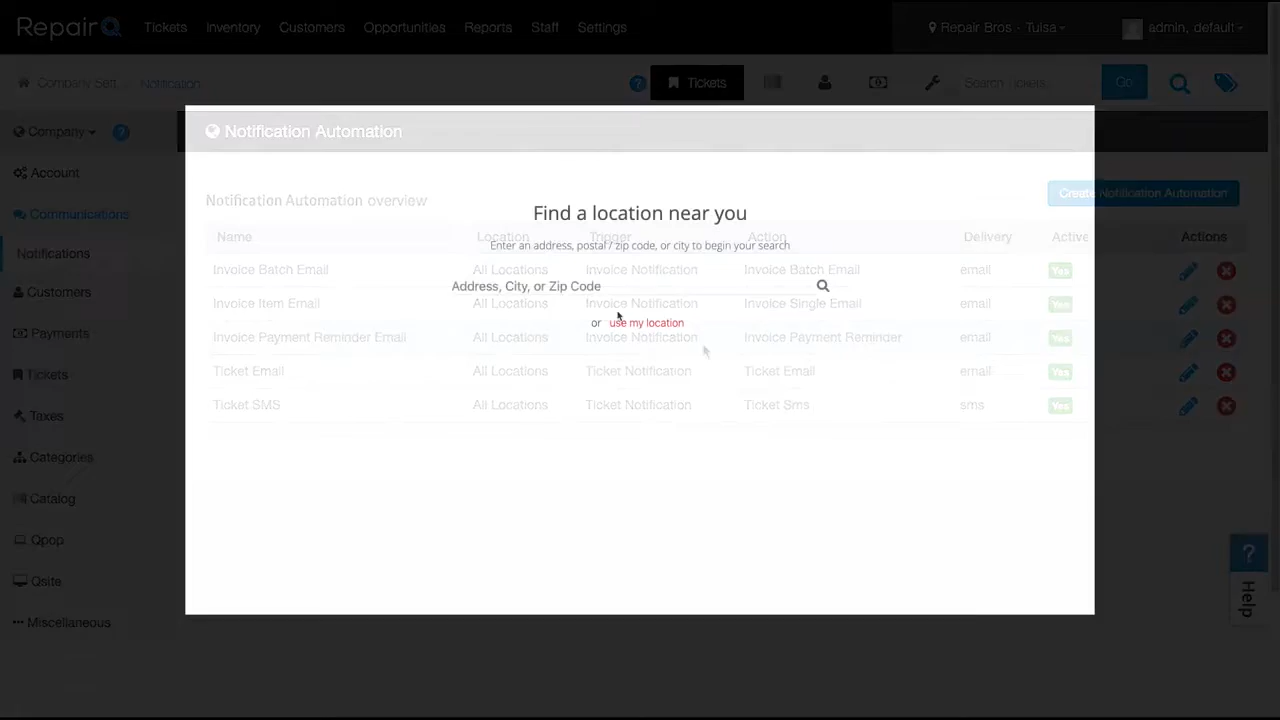 RepairQ Tickets Inventory Customers Opportunities Reports Staff Settings Repair Bros - Tulsa admin, default
Company Sett... Notification ? Tickets Search Tickets... Go
Company ?
Notification Automation
Account
Communications
Notifications
Customers
Payments
Tickets
Taxes
Categories
Catalog
Qpop
Qsite
Miscellaneous
Notification Automation overview
Create Notification Automation
Name Location Trigger Action Delivery Active Actions
Invoice Batch Email All Locations Invoice Notification Invoice Batch Email email Yes
Invoice Item Email All Locations Invoice Notification Invoice Single Email email Yes
Invoice Payment Reminder Email All Locations Invoice Notification Invoice Payment Reminder email Yes
Ticket Email All Locations Ticket Notification Ticket Email email Yes
Ticket SMS All Locations Ticket Notification Ticket Sms sms Yes
Find a location near you
Enter an address, postal / zip code, or city to begin your search
Address, City, or Zip Code
or use my location
?
Help